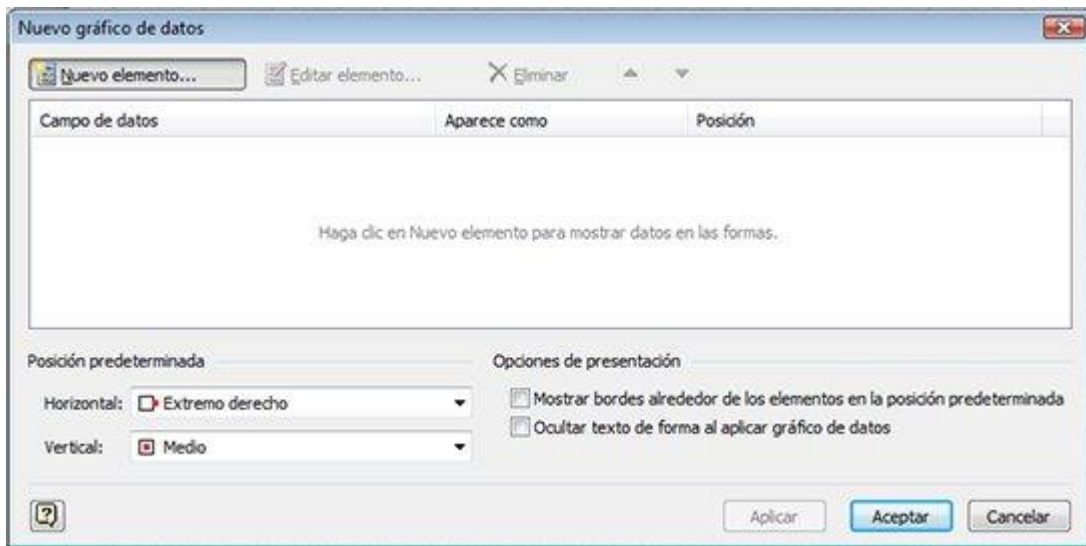 Nuevo gráfico de datos
Nuevo elemento... Editar elemento... Eliminar
Campo de datos Aparece como Posición
Haga clic en Nuevo elemento para mostrar datos en las formas.
Posición predeterminada Opciones de presentación
Horizontal: Extremo derecho Mostrar bordes alrededor de los elementos en la posición predeterminada
Vertical: Medio Ocultar texto de forma al aplicar gráfico de datos
Aplicar Aceptar Cancelar